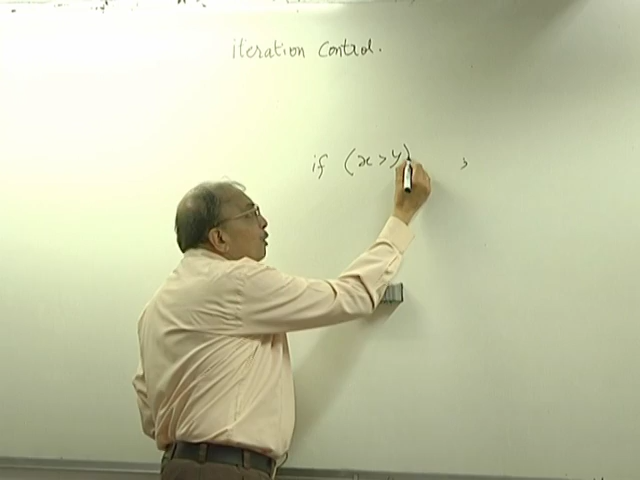 iteration control.
if (x>y) ;